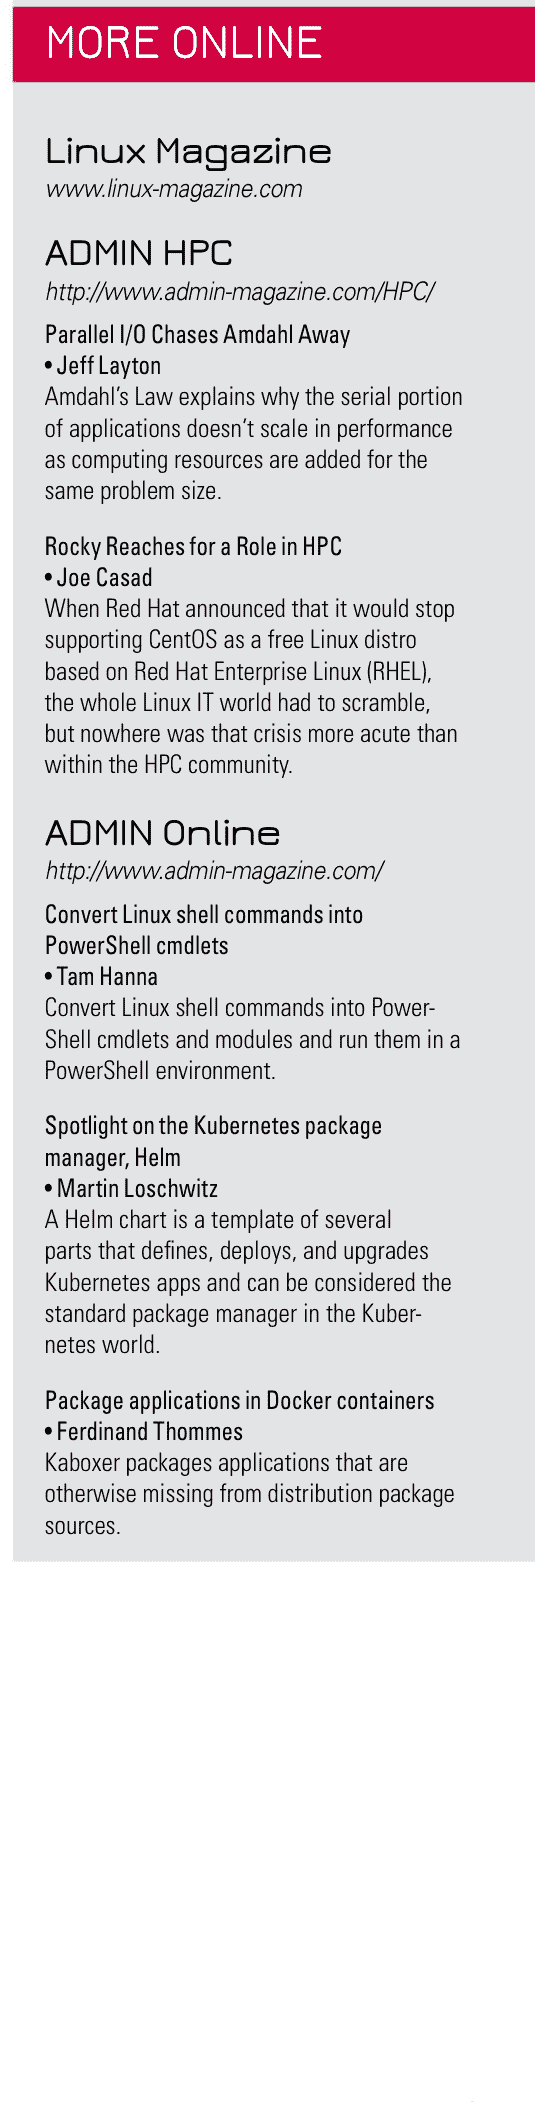 MORE ONLINE
Linux Magazine
www.linux-magazine.com
ADMIN HPC
http://www.admin-magazine.com/HPC/
Parallel I/O Chases Amdahl Away
• Jeff Layton
Amdahl’s Law explains why the serial portion
of applications doesn’t scale in performance
as computing resources are added for the
same problem size.
Rocky Reaches for a Role in HPC
• Joe Casad
When Red Hat announced that it would stop
supporting CentOS as a free Linux distro
based on Red Hat Enterprise Linux (RHEL),
the whole Linux IT world had to scramble,
but nowhere was that crisis more acute than
within the HPC community.
ADMIN Online
http://www.admin-magazine.com/
Convert Linux shell commands into
PowerShell cmdlets
• Tam Hanna
Convert Linux shell commands into Power-
Shell cmdlets and modules and run them in a
PowerShell environment.
Spotlight on the Kubernetes package
manager, Helm
• Martin Loschwitz
A Helm chart is a template of several
parts that defines, deploys, and upgrades
Kubernetes apps and can be considered the
standard package manager in the Kuber-
netes world.
Package applications in Docker containers
• Ferdinand Thommes
Kaboxer packages applications that are
otherwise missing from distribution package
sources.